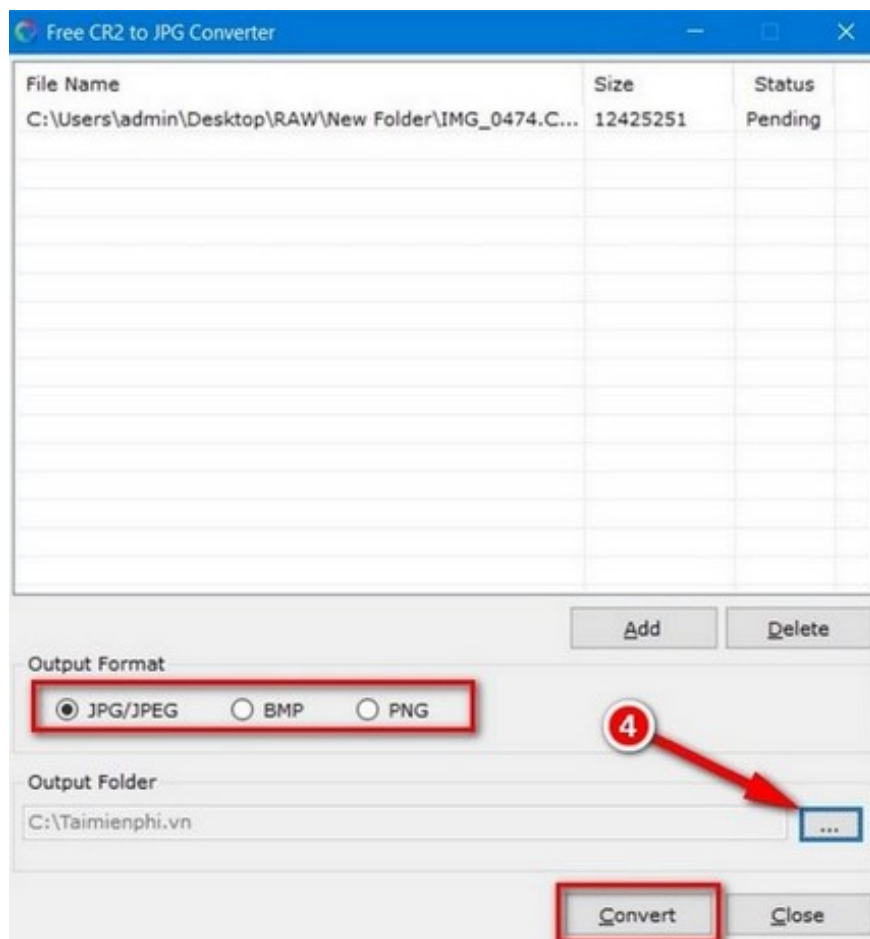 Free CR2 to JPG Converter
File Name Size Status
C:\Users\admin\Desktop\RAW\New Folder\IMG_0474.C... 12425251 Pending
Add Delete
Output Format
JPG/JPEG BMP PNG
4
Output Folder
C:\Taimienphi.vn ...
Convert Close